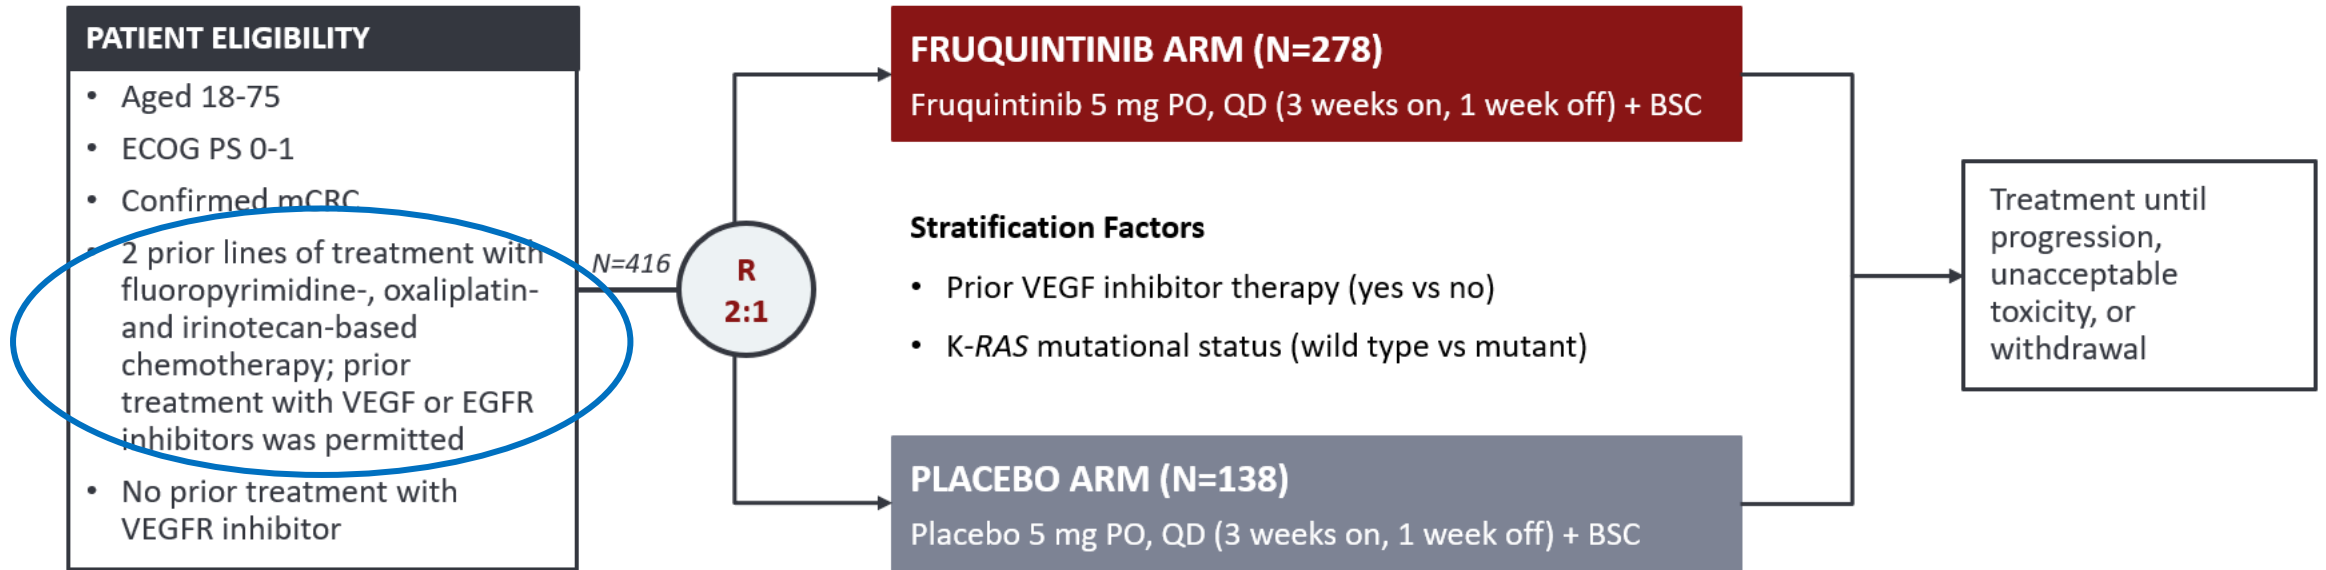 PATIENT ELIGIBILITY
• Aged 18-75
• ECOG PS 0-1
• Confirmed mCRC
• 2 prior lines of treatment with
fluoropyrimidine-, oxaliplatin-
and irinotecan-based
chemotherapy; prior
treatment with VEGF or EGFR
inhibitors was permitted
• No prior treatment with
VEGFR inhibitor
N=416
R
2:1
FRUQUINTINIB ARM (N=278)
Fruquintinib 5 mg PO, QD (3 weeks on, 1 week off) + BSC
Stratification Factors
• Prior VEGF inhibitor therapy (yes vs no)
• K-RAS mutational status (wild type vs mutant)
PLACEBO ARM (N=138)
Placebo 5 mg PO, QD (3 weeks on, 1 week off) + BSC
Treatment until
progression,
unacceptable
toxicity, or
withdrawal